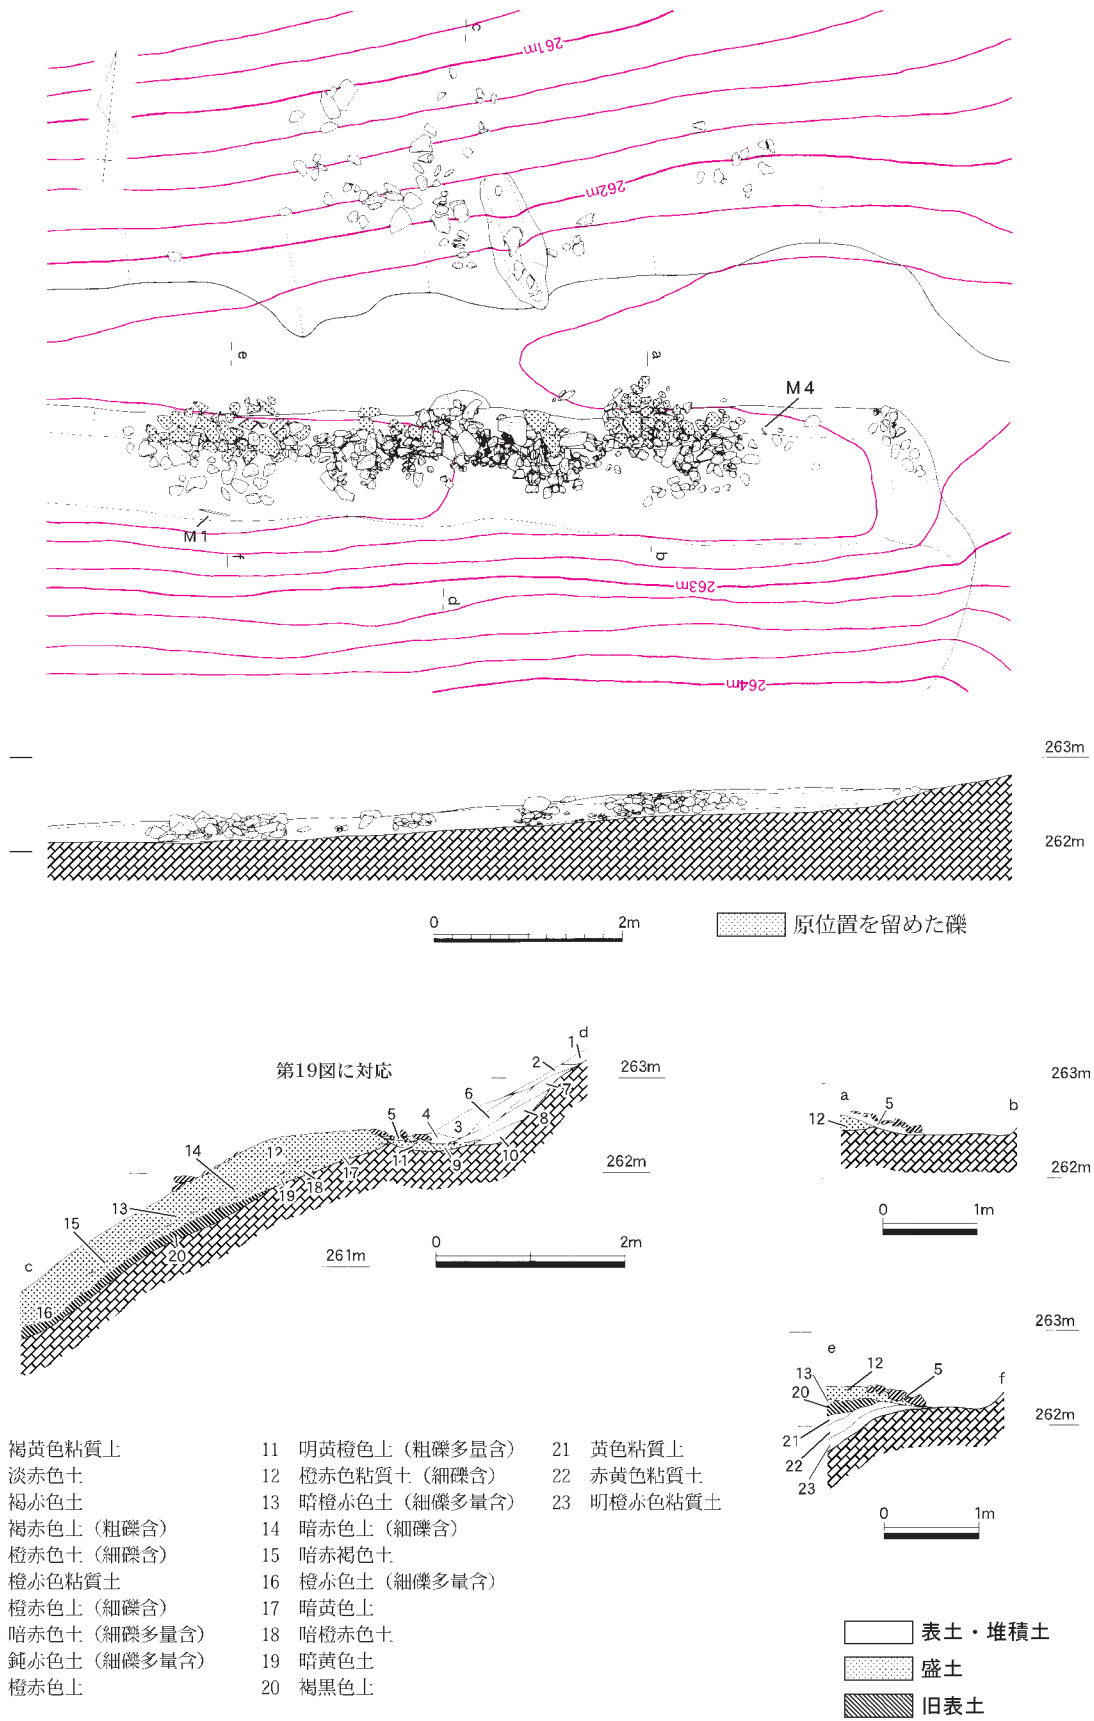 c
261m
262m
e
a
M4
M1
f
b
263m
d
264m
263m
262m
0 2m
原位置を留めた礫
第19図に対応
d
1
2
263m
7
6
8
5
4
3
14
12
11
9
10
262m
17
18
19
13
15
20
c
16
261m
0 2m
263m
a
5
b
12
262m
0 1m
263m
e
12
13
5
20
f
262m
21
22
23
0 1m
褐黄色粘質土
淡赤色土
褐赤色土
褐赤色土（粗礫含）
橙赤色土（細礫含）
橙赤色粘質土
橙赤色土（細礫含）
暗赤色土（細礫多量含）
鈍赤色土（細礫多量含）
橙赤色土
11 明黄橙色土（粗礫多量含）
12 橙赤色粘質土（細礫含）
13 暗橙赤色土（細礫多量含）
14 暗赤色土（細礫含）
15 暗赤褐色土
16 橙赤色土（細礫多量含）
17 暗黄色土
18 暗橙赤色土
19 暗黄色土
20 褐黒色土
21 黄色粘質土
22 赤黄色粘質土
23 明橙赤色粘質土
表土・堆積土
盛土
旧表土